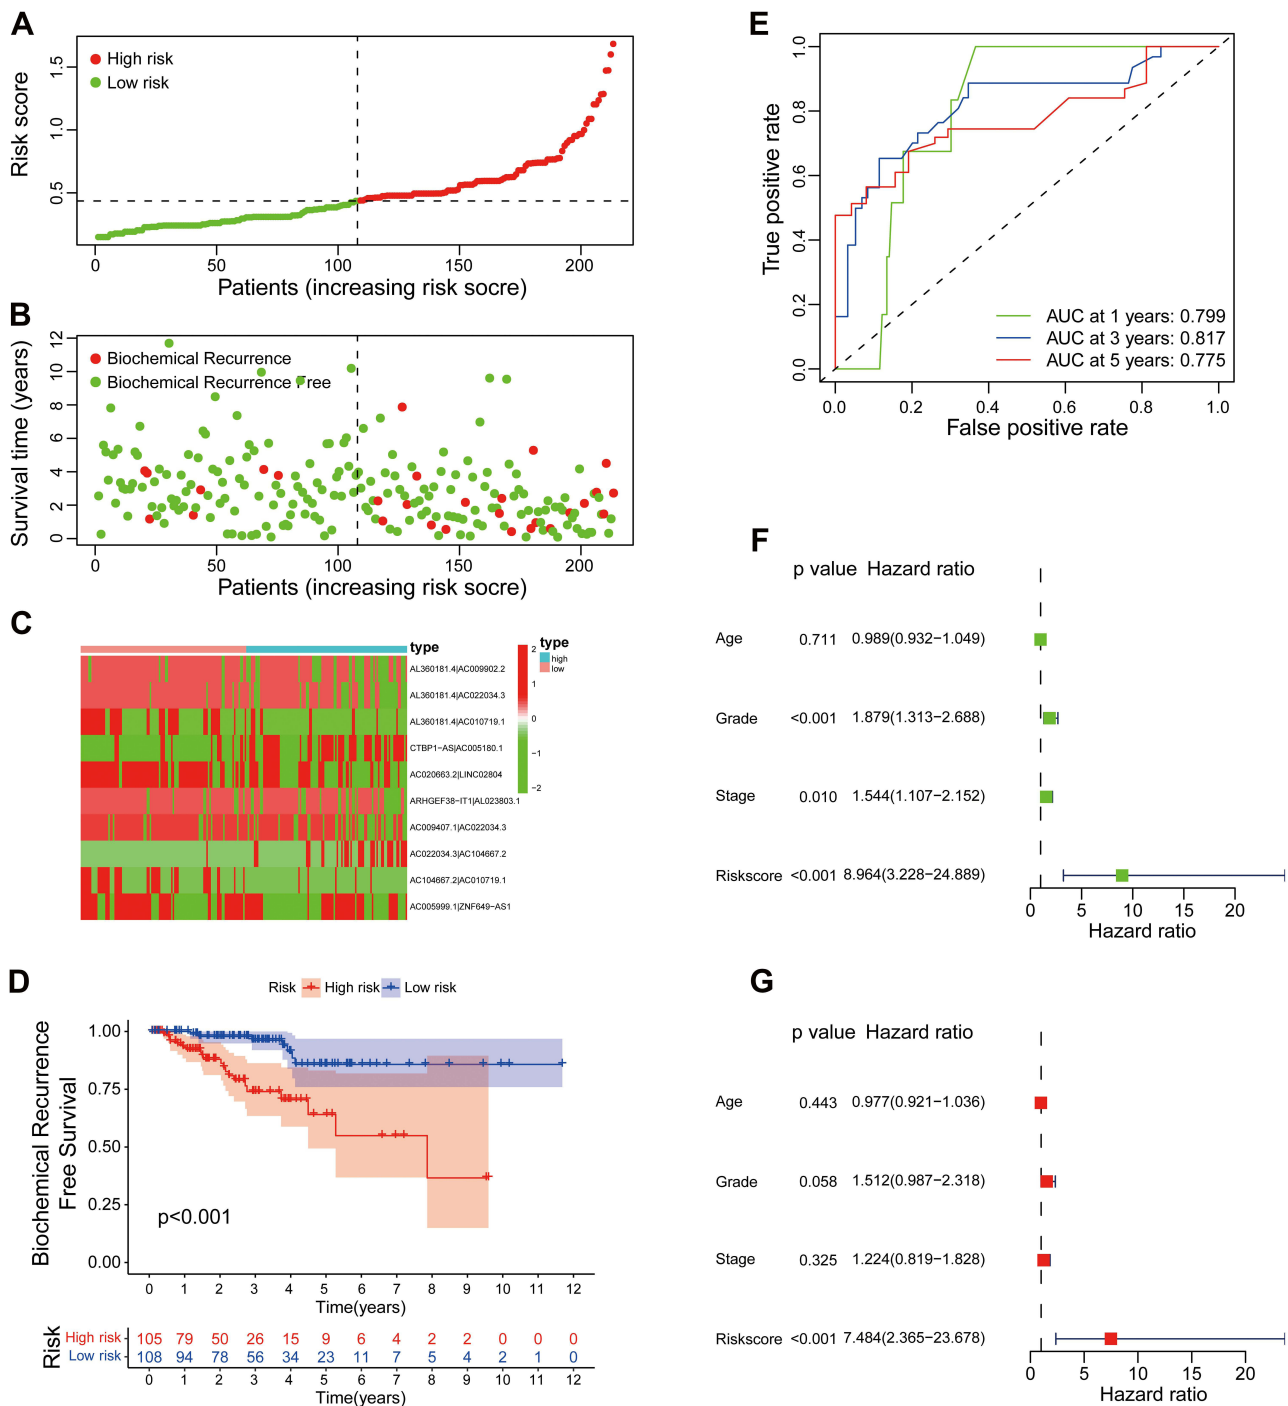 A
Risk score
1.5
1.0
0.5
High risk
Low risk
0 50 100 150 200
Patients (increasing risk socre)
B
Survival time (years)
12
10
8
6
4
2
0
Biochemical Recurrence
Biochemical Recurrence Free
0 50 100 150 200
Patients (increasing risk socre)
C
type
AL360181.4|AC009902.2
AL360181.4|AC022034.3
AL360181.4|AC010719.1
CTBP1−AS|AC005180.1
AC020663.2|LINC02804
ARHGEF38−IT1|AL023803.1
AC009407.1|AC022034.3
AC022034.3|AC104667.2
AC104667.2|AC010719.1
AC005999.1|ZNF649−AS1
2
1
0
−1
−2
type
high
low
D
Risk High risk Low risk
Biochemical Recurrence
Free Survival
1.00
0.75
0.50
0.25
0.00
p<0.001
0 1 2 3 4 5 6 7 8 9 10 11 12
Time(years)
Risk
High risk 105 79 50 26 15 9 6 4 2 2 0 0 0
Low risk 108 94 78 56 34 23 11 7 5 4 2 1 0
0 1 2 3 4 5 6 7 8 9 10 11 12
Time(years)
E
True positive rate
1.0
0.8
0.6
0.4
0.2
0.0
AUC at 1 years: 0.799
AUC at 3 years: 0.817
AUC at 5 years: 0.775
0.0 0.2 0.4 0.6 0.8 1.0
False positive rate
F
p value Hazard ratio
Age 0.711 0.989(0.932−1.049)
Grade <0.001 1.879(1.313−2.688)
Stage 0.010 1.544(1.107−2.152)
Riskscore <0.001 8.964(3.228−24.889)
0 5 10 15 20
Hazard ratio
G
p value Hazard ratio
Age 0.443 0.977(0.921−1.036)
Grade 0.058 1.512(0.987−2.318)
Stage 0.325 1.224(0.819−1.828)
Riskscore <0.001 7.484(2.365−23.678)
0 5 10 15 20
Hazard ratio